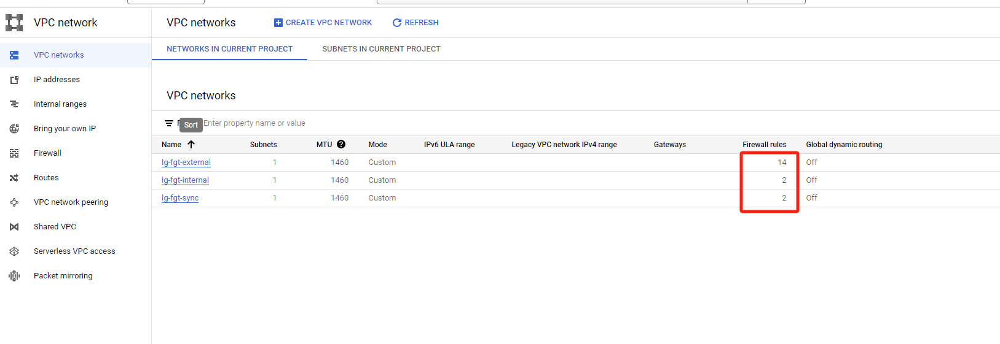 VPC network
VPC networks
IP addresses
Internal ranges
Bring your own IP
Firewall
Routes
VPC network peering
Shared VPC
Serverless VPC access
Packet mirroring
VPC networks CREATE VPC NETWORK REFRESH
NETWORKS IN CURRENT PROJECT SUBNETS IN CURRENT PROJECT
VPC networks
Sort Enter property name or value
Name Subnets MTU Mode IPv6 ULA range Legacy VPC network IPv4 range Gateways Firewall rules Global dynamic routing
lg-fgt-external 1 1460 Custom 14 Off
lg-fgt-internal 1 1460 Custom 2 Off
lg-fgt-sync 1 1460 Custom 2 Off